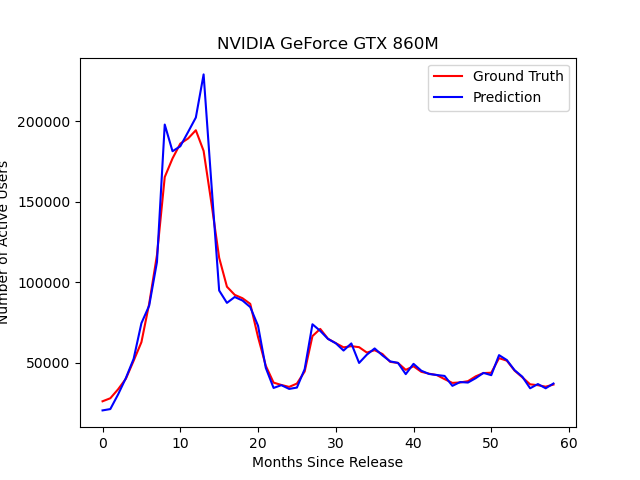 NVIDIA GeForce GTX 860M
Ground Truth
Prediction
200000
150000
100000
50000
Number of Active Users
0 10 20 30 40 50 60
Months Since Release